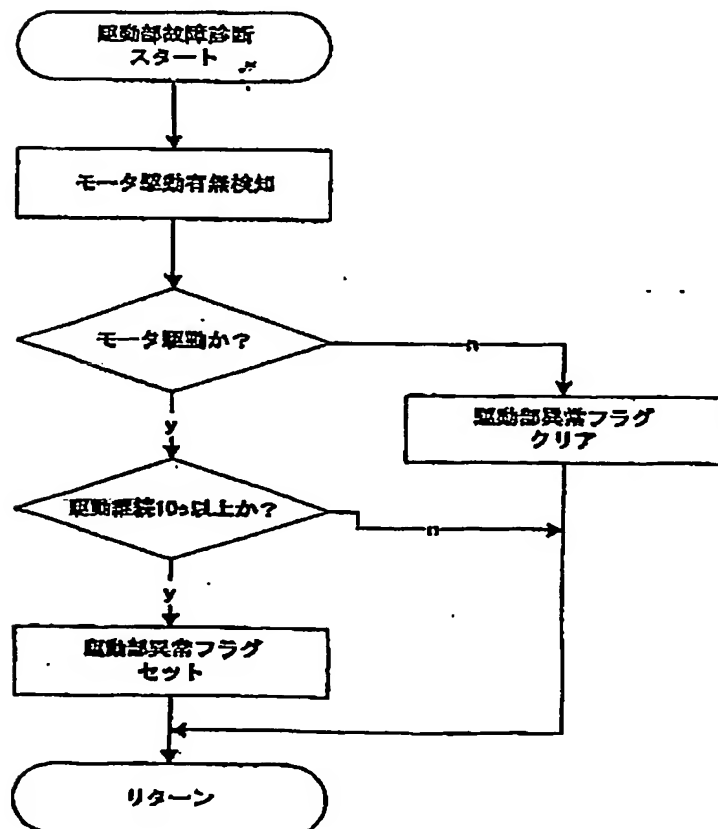 駆動部故障診断
スタート
モータ駆動有無検知
モータ駆動か？
n
駆動部異常フラグ
クリア
y
駆動継続10s以上か？
n
y
駆動部異常フラグ
セット
リターン